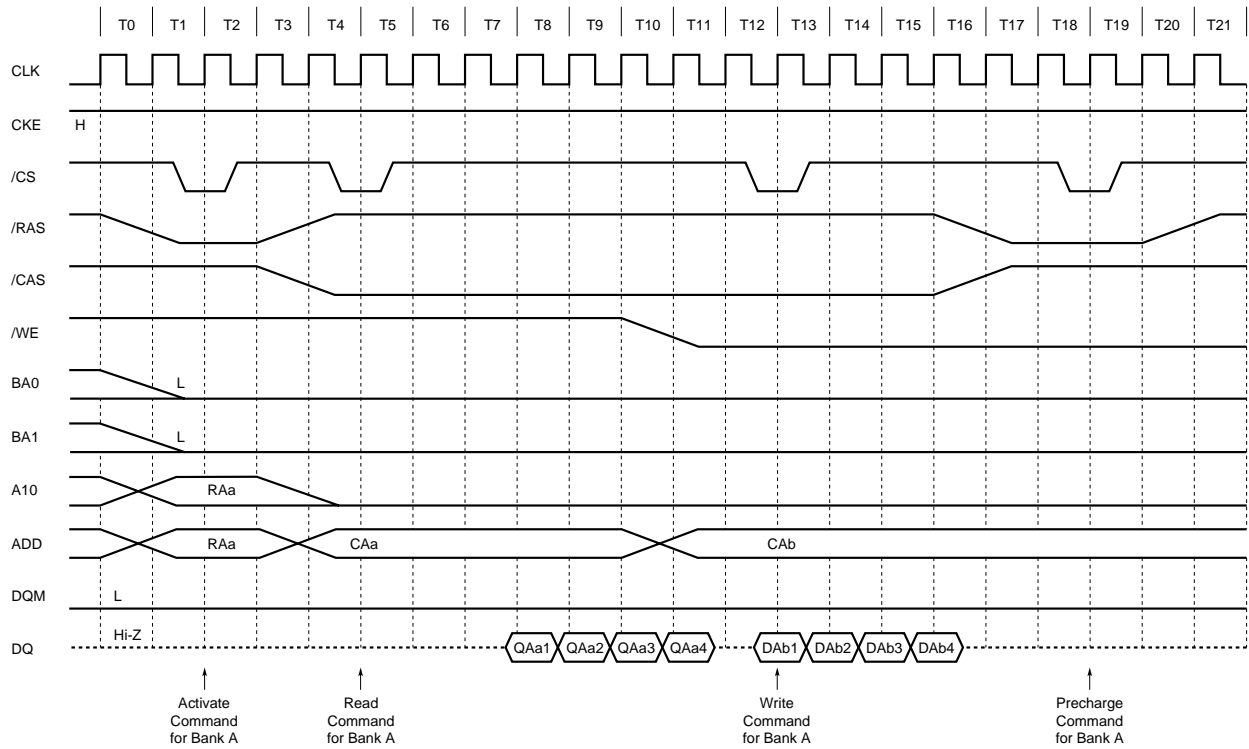 T0 T1 T2 T3 T4 T5 T6 T7 T8 T9 T10 T11 T12 T13 T14 T15 T16 T17 T18 T19 T20 T21
CLK
CKE H
/CS
/RAS
/CAS
/WE
BA0 L
BA1 L
A10 RAa
ADD RAa CAa CAb
DQM L
DQ Hi-Z QAa1 QAa2 QAa3 QAa4 DAb1 DAb2 DAb3 DAb4
Activate
Command
for Bank A
Read
Command
for Bank A
Write
Command
for Bank A
Precharge
Command
for Bank A